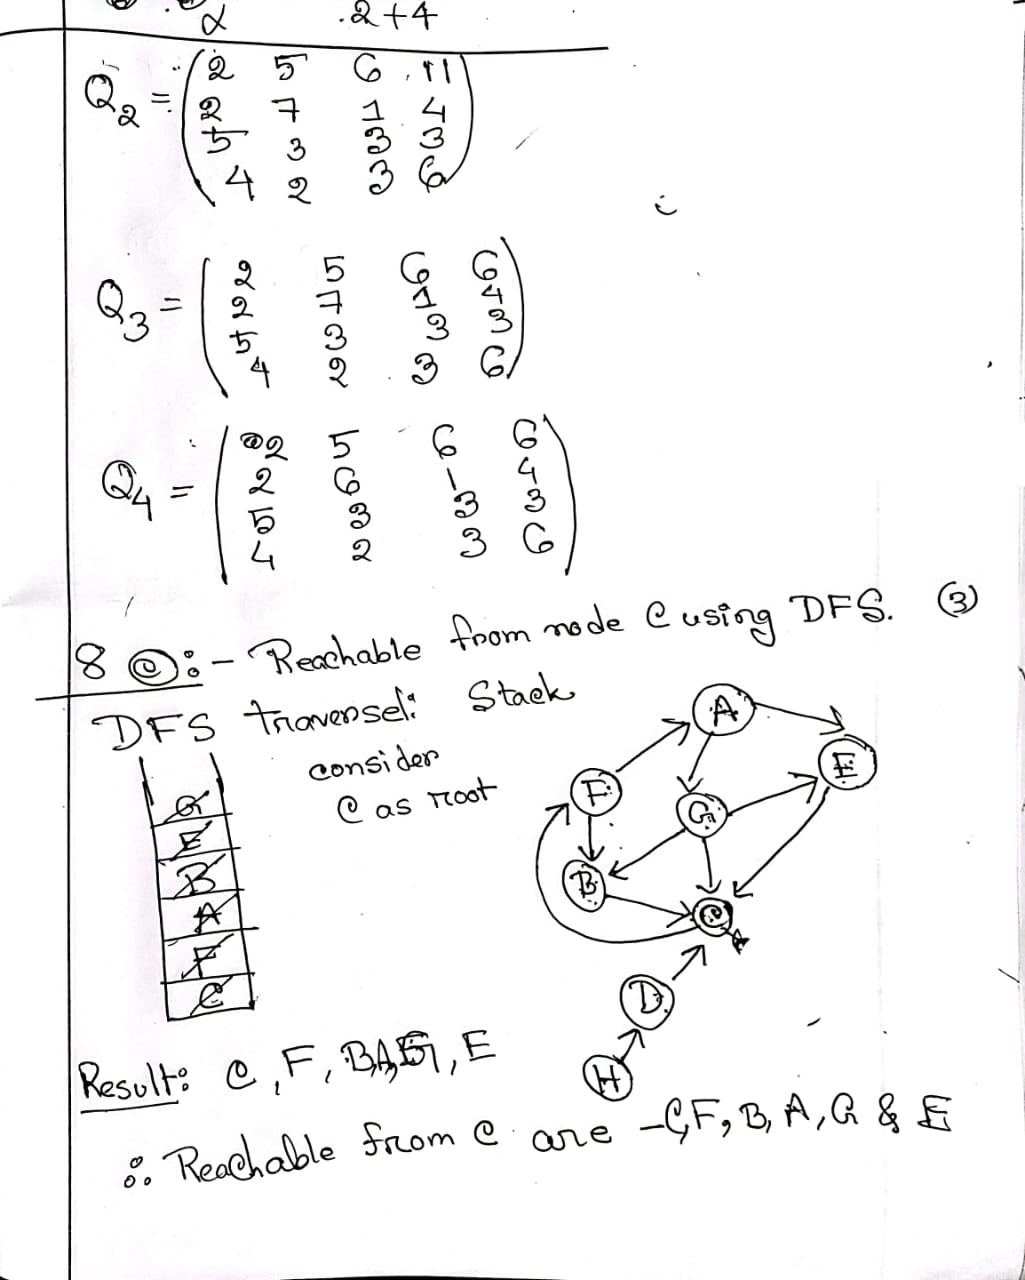 α .2+4
Q2 = (2 5 6 11
2 7 1 4
5 3 3 3
4 2 3 6)
Q3 = (2 5 6 6
2 7 1 4
5 3 3 3
4 2 3 6)
Q4 = (2 5 6 6
2 6 1 4
5 3 3 3
4 2 3 6)
8 (c):- Reachable from node C using DFS. (3)
DFS traversel: Stack
consider
C as root
G
E
B
A
F
C
A
E
F
G
B
C
D
H
Result: C, F, B,A,G, E
∴ Reachable from C are - C,F, B, A, G & E